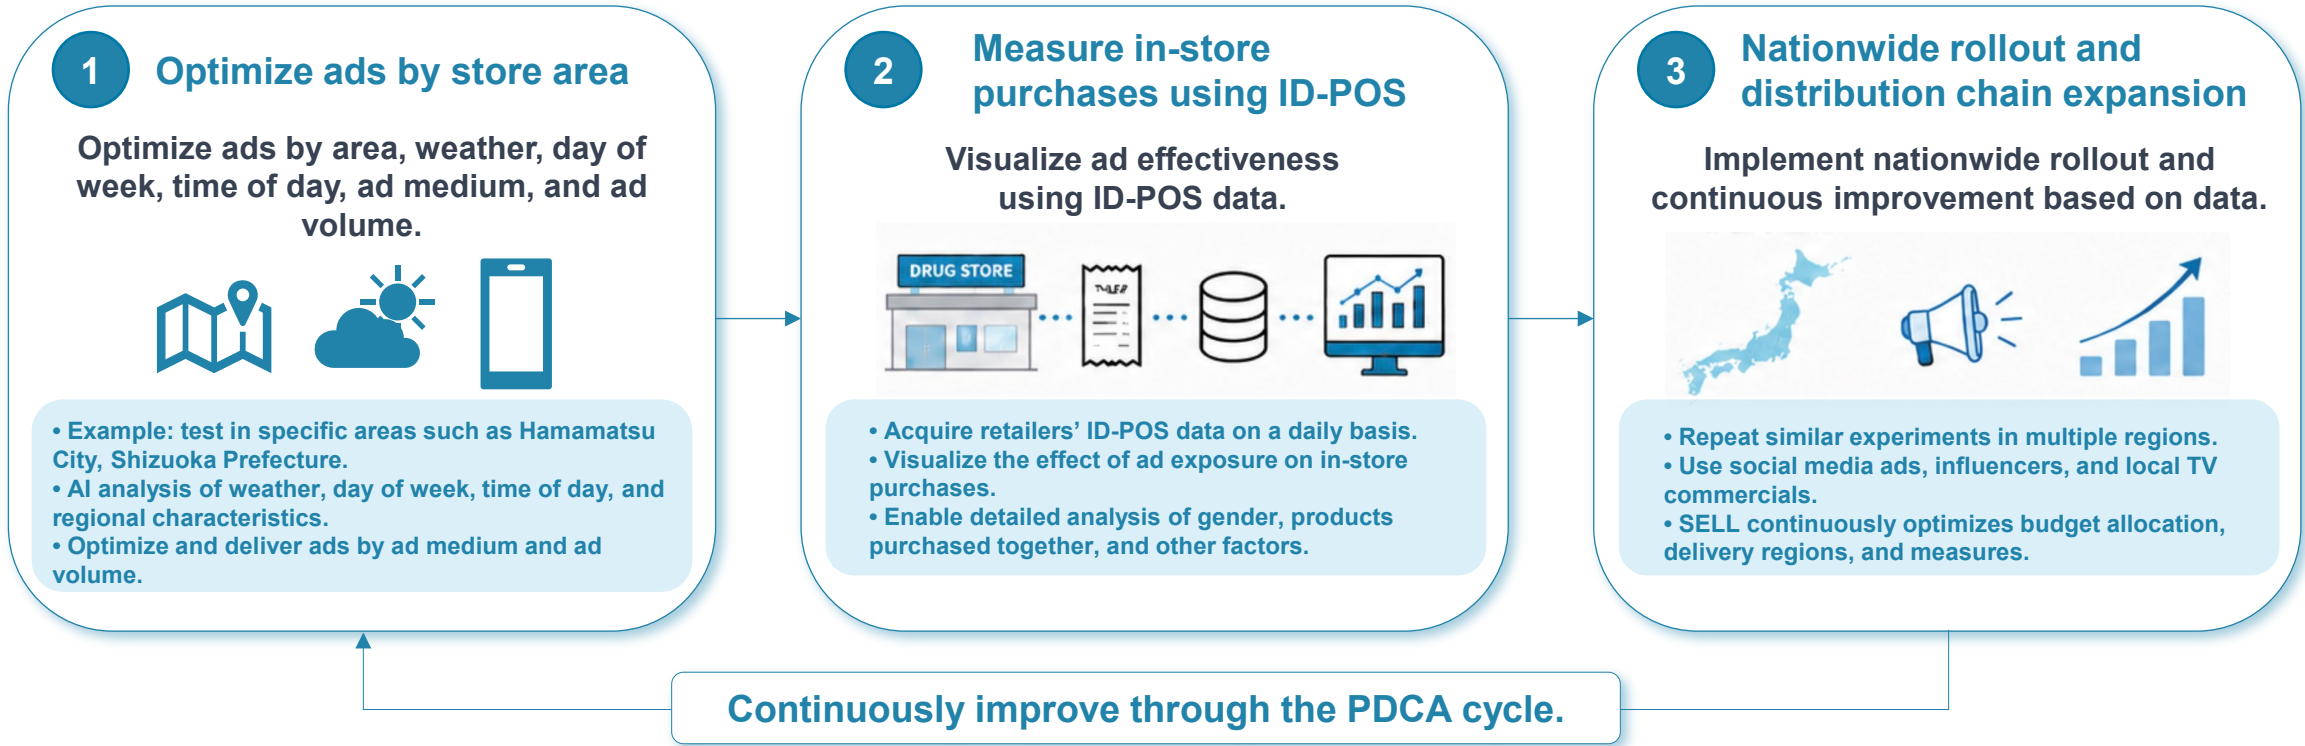 1
Optimize ads by store area
Optimize ads by area, weather, day of
week, time of day, ad medium, and ad
volume.
• Example: test in specific areas such as Hamamatsu
City, Shizuoka Prefecture.
• AI analysis of weather, day of week, time of day, and
regional characteristics.
• Optimize and deliver ads by ad medium and ad
volume.
2
Measure in-store
purchases using ID-POS
Visualize ad effectiveness
using ID-POS data.
DRUG STORE
• Acquire retailers’ ID-POS data on a daily basis.
• Visualize the effect of ad exposure on in-store
purchases.
• Enable detailed analysis of gender, products
purchased together, and other factors.
3
Nationwide rollout and
distribution chain expansion
Implement nationwide rollout and
continuous improvement based on data.
• Repeat similar experiments in multiple regions.
• Use social media ads, influencers, and local TV
commercials.
• SELL continuously optimizes budget allocation,
delivery regions, and measures.
Continuously improve through the PDCA cycle.